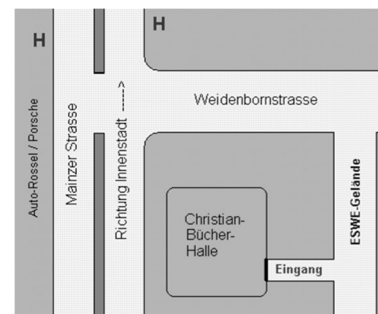 H
H
Weidenbornstrasse
Auto-Rossel / Porsche
Mainzer Strasse
Richtung Innenstadt ---->
Christian-
Bücher-
Halle
Eingang
ESWE-Gelände